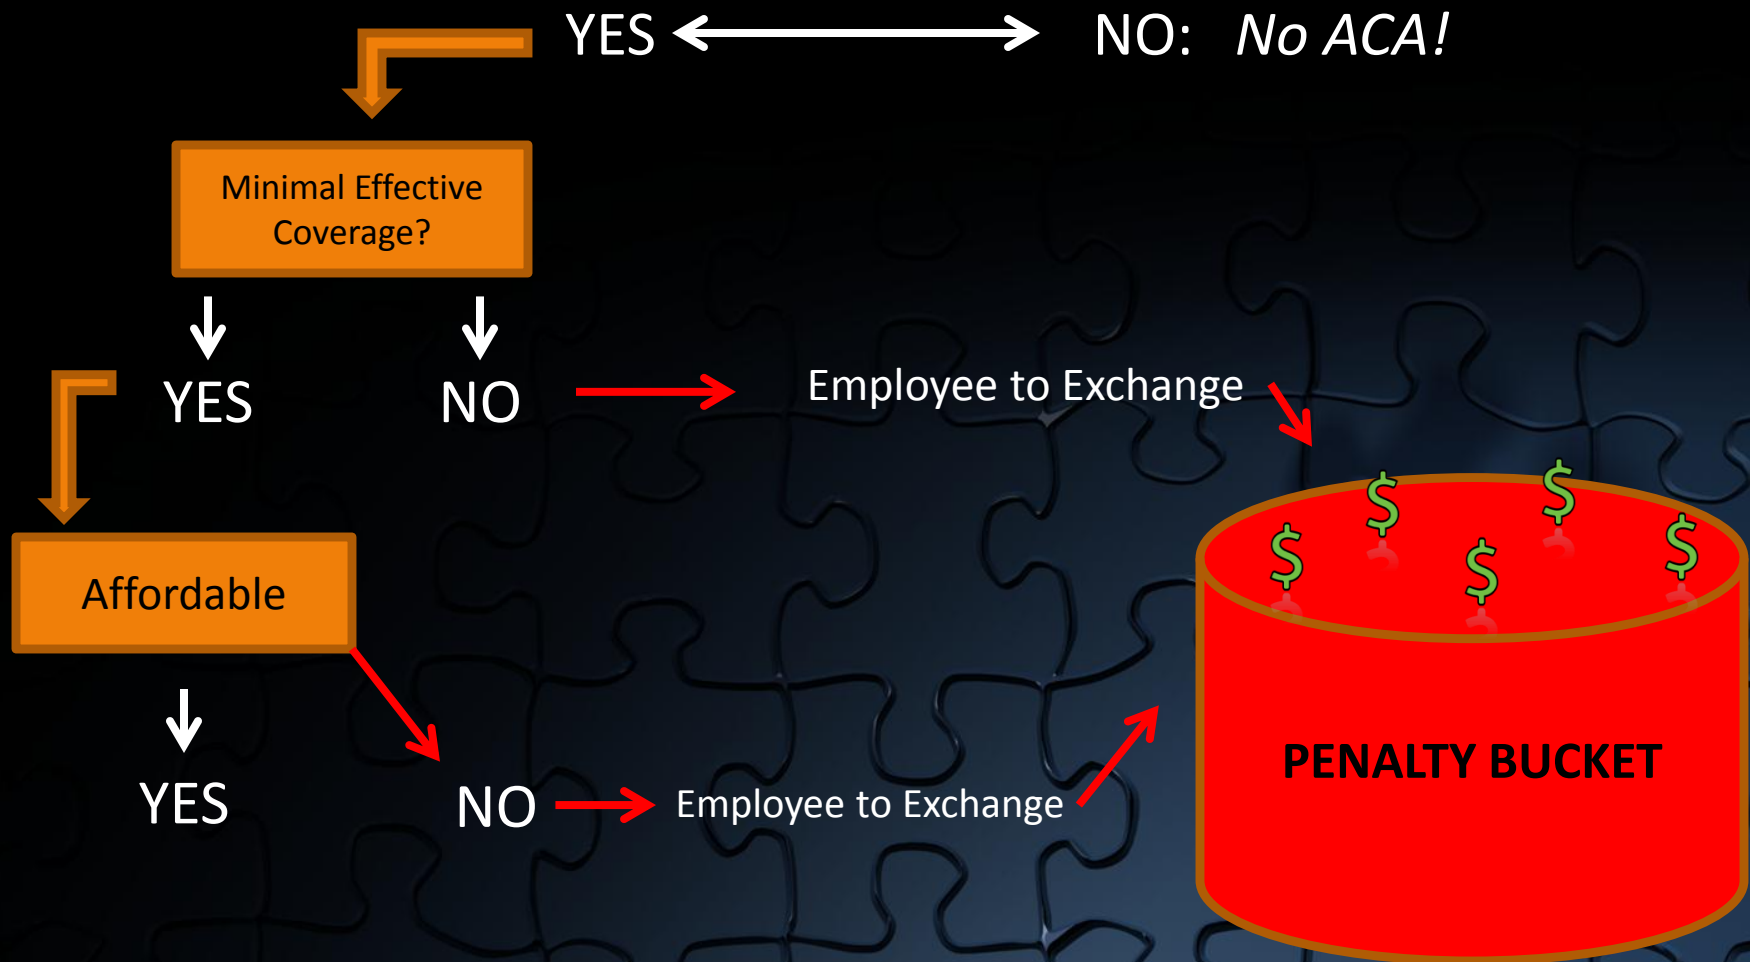 YES NO: No ACA!
Minimal Effective
Coverage?
YES NO Employee to Exchange
$ $ $ $ $
Affordable
PENALTY BUCKET
YES NO Employee to Exchange